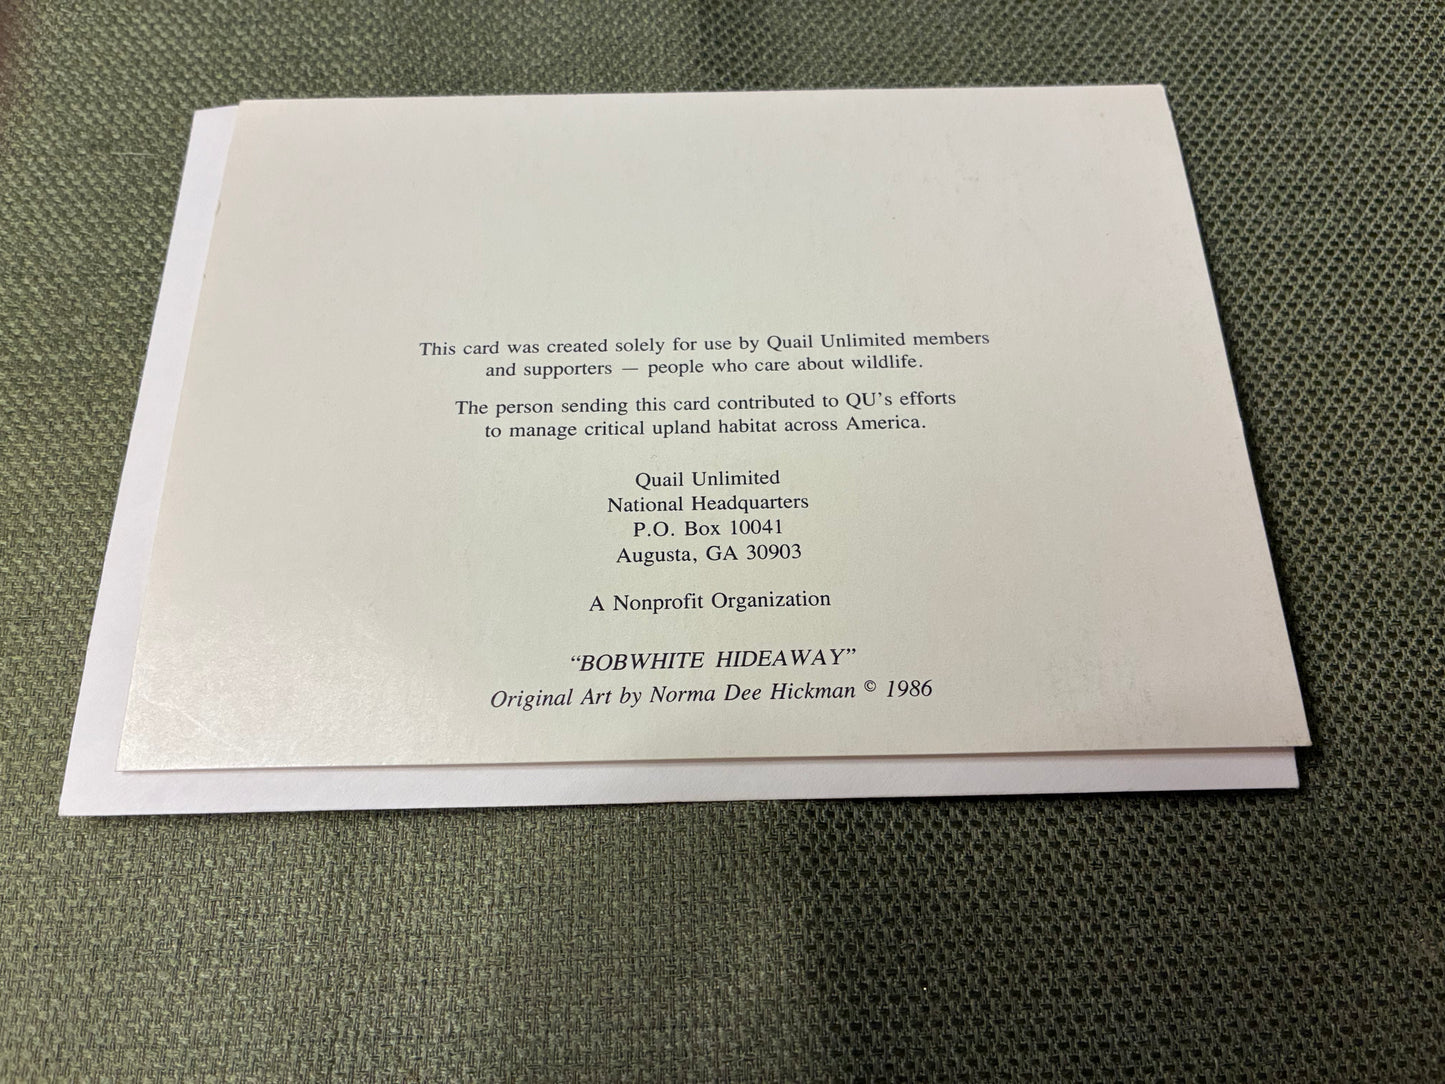 This card was created solely for use by Quail Unlimited members
and supporters — people who care about wildlife.
The person sending this card contributed to QU's efforts
to manage critical upland habitat across America.
Quail Unlimited
National Headquarters
P.O. Box 10041
Augusta, GA 30903
A Nonprofit Organization
“BOBWHITE HIDEAWAY”
Original Art by Norma Dee Hickman © 1986